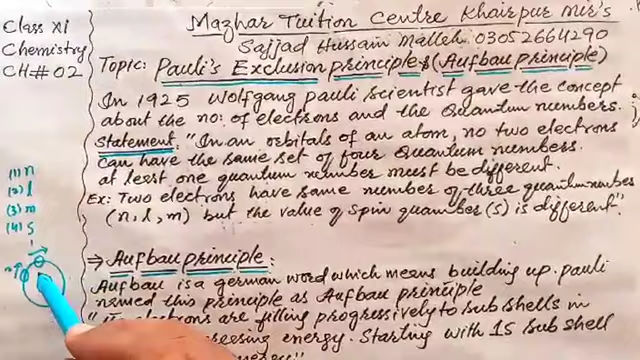 Class XI
Chemistry
CH# 02
Mazhar Tuition Centre Khairpur Mir's
Sajjad Hussain Malleh 03052664290
Topic: Pauli's Exclusion principle & (Aufbau principle)
In 1925 Wolfgang pauli scientist gave the concept
about the no: of electrons and the Quantum numbers.
Statement: "In an orbitals of an atom, no two electrons
can have the same set of four Quantum numbers.
at least one quantum number must be different.
Ex: Two electrons have same number of three quantum number
(n, l, m) but the value of spin quamber (s) is different".
(1) n
(2) l
(3) m
(4) s
⇒ Aufbau principle:
Aufbau is a german word which means building up. pauli
named this principle as Aufbau principle
electrons are filling progressively to sub shells in
energy. Starting with 1S sub shell